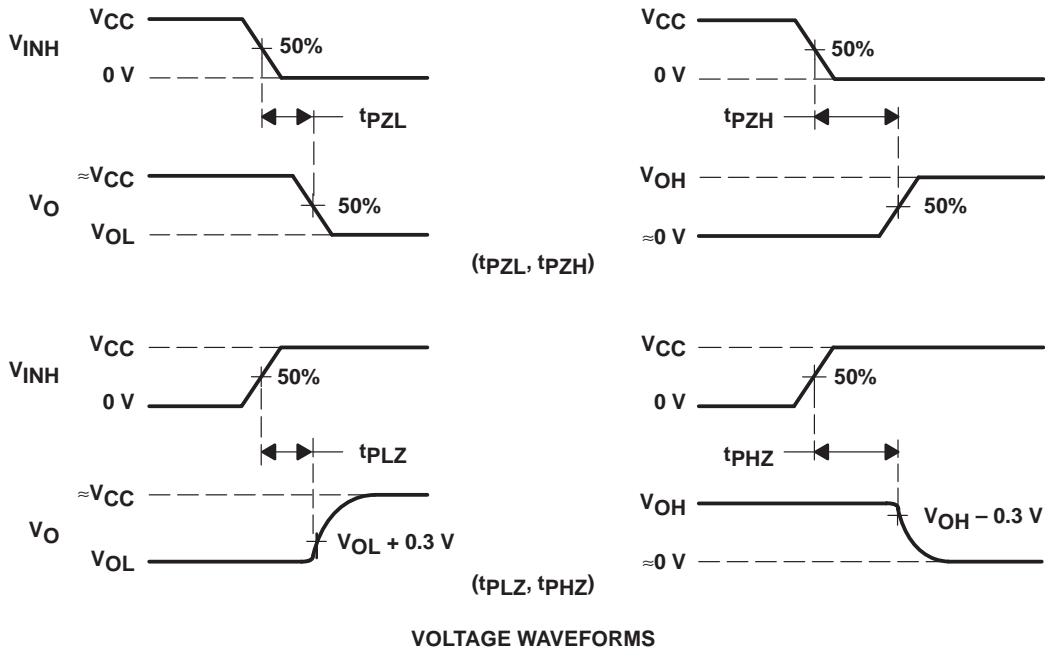 VCC
VINH
50%
0 V
tPZL
≈VCC
VO
50%
VOL
VCC
50%
0 V
tPZH
VOH
50%
≈0 V
(tPZL, tPZH)
VCC
VINH
50%
0 V
tPLZ
≈VCC
VO
VOL + 0.3 V
VOL
VCC
50%
0 V
tPHZ
VOH
VOH – 0.3 V
≈0 V
(tPLZ, tPHZ)
VOLTAGE WAVEFORMS